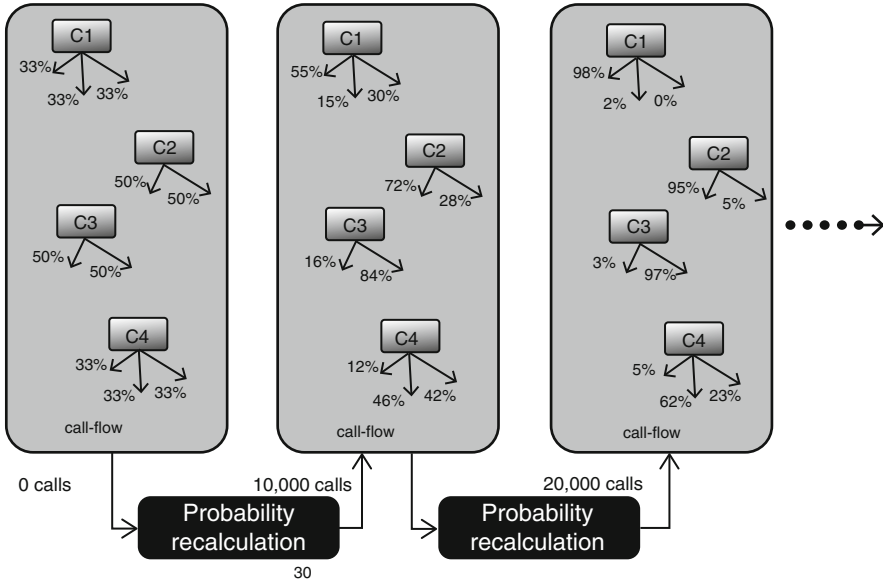 C1
33%
33%
33%
C2
50%
50%
C3
50%
50%
C4
33%
33%
33%
call-flow
C1
55%
15%
30%
C2
72%
28%
C3
16%
84%
C4
12%
46%
42%
call-flow
C1
98%
2%
0%
C2
95%
5%
C3
3%
97%
C4
5%
62%
23%
call-flow
0 calls
10,000 calls
20,000 calls
Probability
recalculation
Probability
recalculation
30